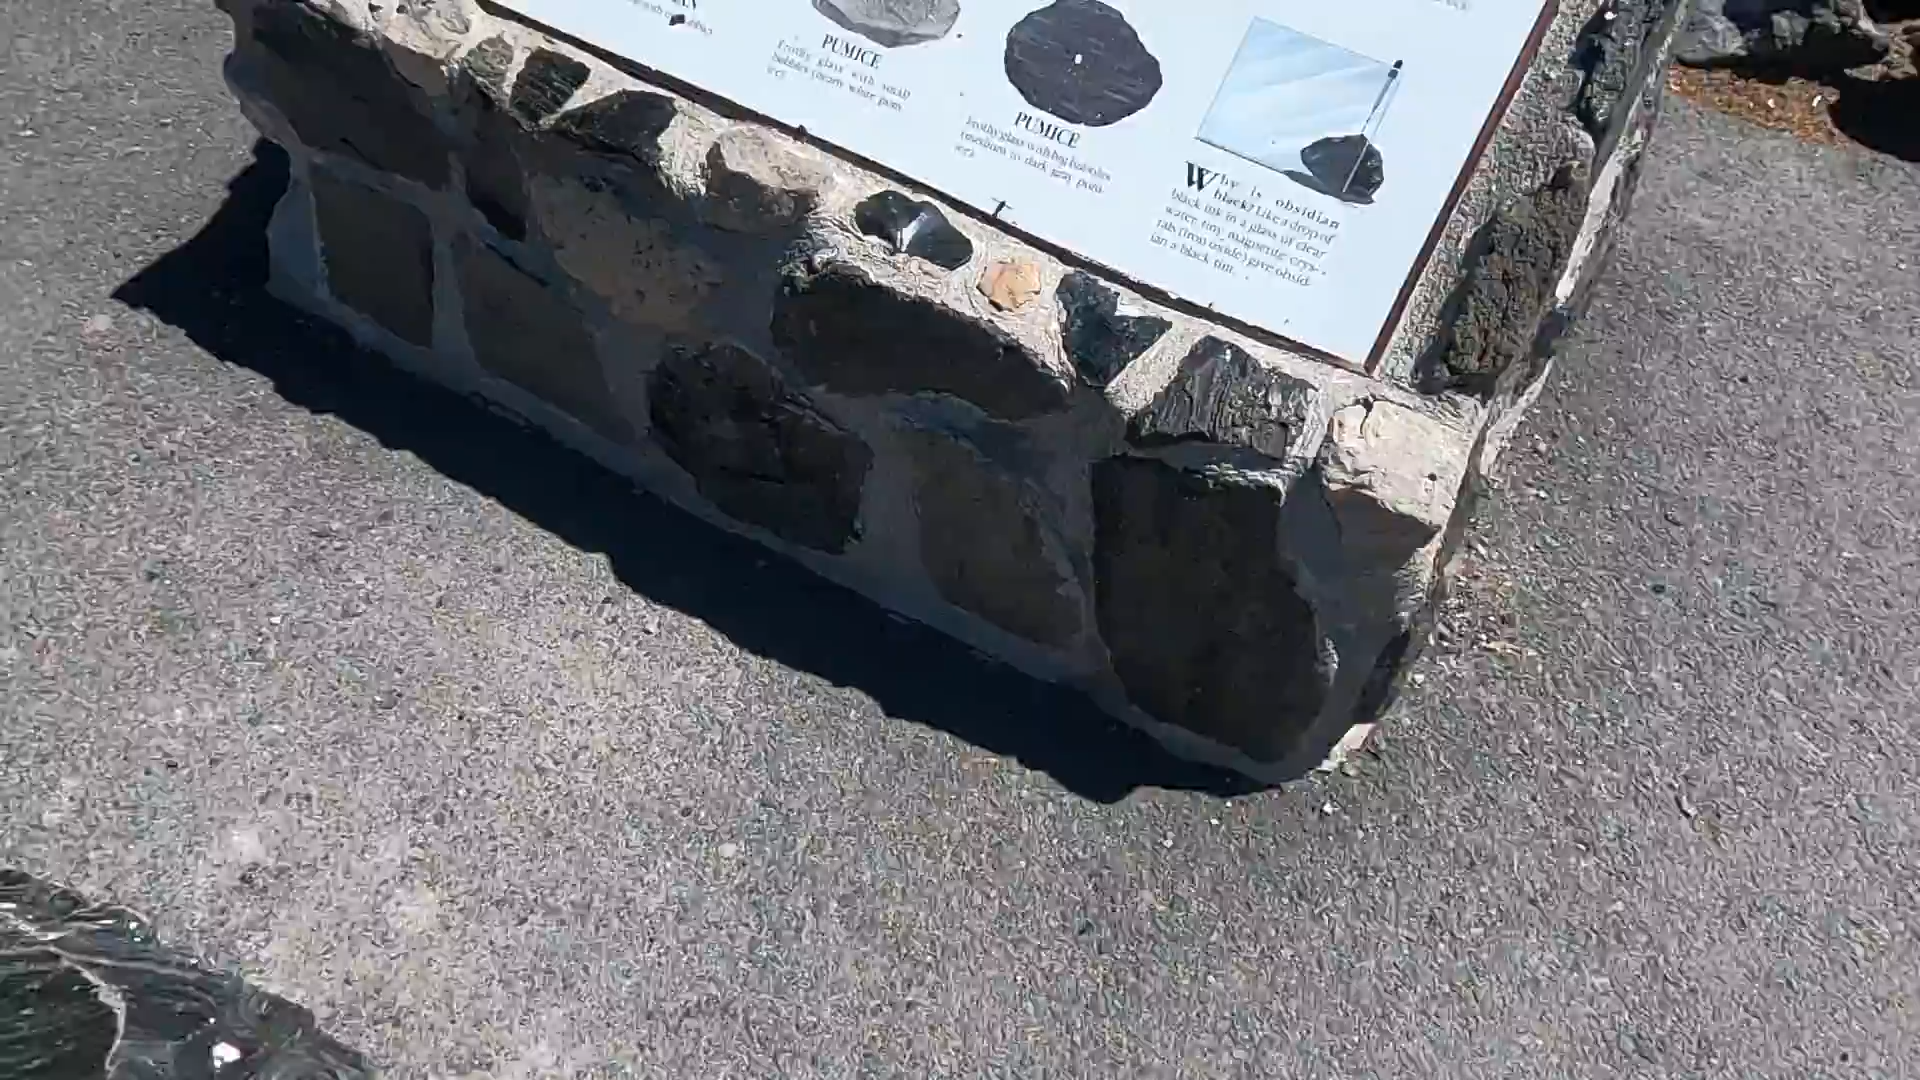 PUMICE
Frothy glass with small
bubbles (nearly white pum-
ice).
PUMICE
Frothy glass with big bubbles
(medium to dark gray pum-
ice).
Why is obsidian
black? Like a drop of
black ink in a glass of clear
water, tiny magnetite crys-
tals (iron oxide) give obsid-
ian a black tint.